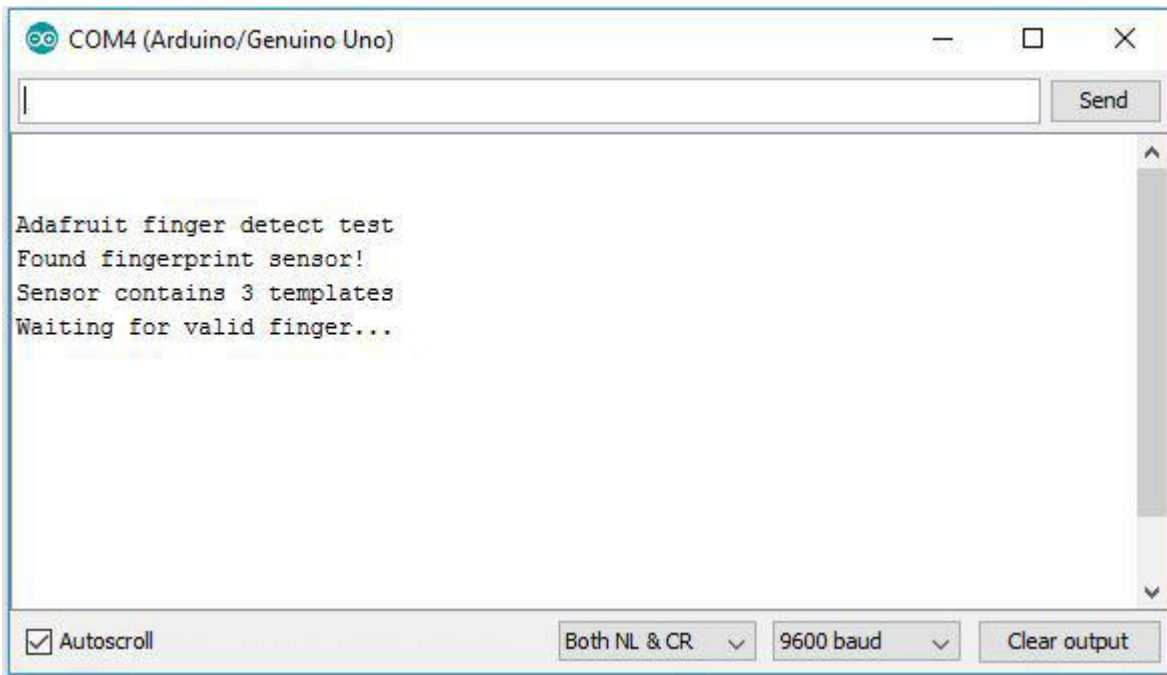 COM4 (Arduino/Genuino Uno)
Send
Adafruit finger detect test
Found fingerprint sensor!
Sensor contains 3 templates
Waiting for valid finger...
Autoscroll
Both NL & CR
9600 baud
Clear output